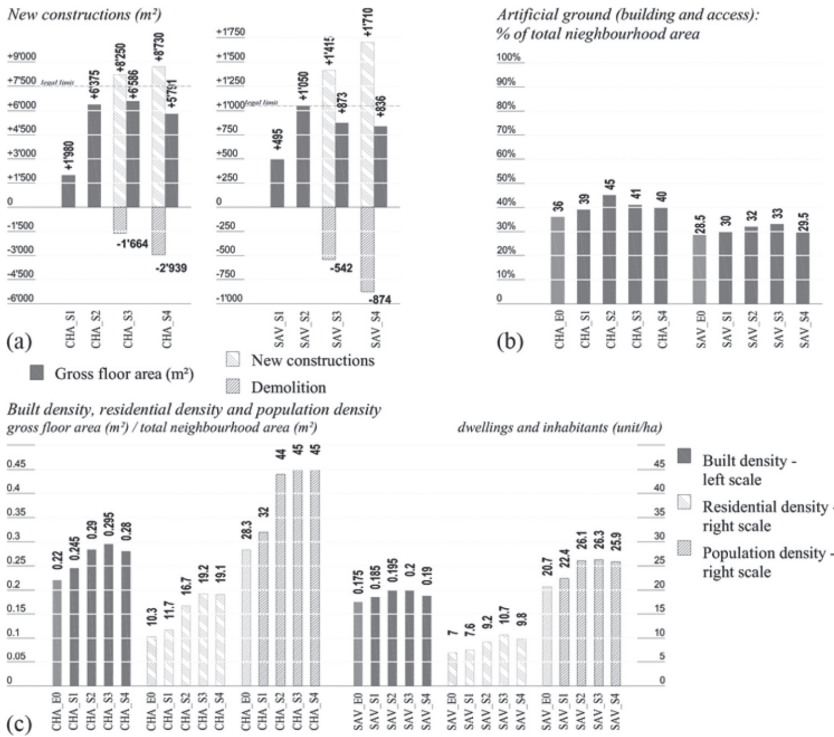 New constructions (m²)
+9'000
+7'500
+6'000
+4'500
+3'000
+1'500
0
-1'500
-3'000
-4'500
-6'000
legal limit
+1'980
+6'375
+8'250
+6'586
+8'730
+5'791
-1'664
-2'939
CHA_S1
CHA_S2
CHA_S3
CHA_S4
+1'750
+1'500
+1'250
+1'000
+750
+500
+250
0
-250
-500
-750
-1'000
legal limit
+495
+1'050
+1'415
+873
+1'710
+836
-542
-874
SAV_S1
SAV_S2
SAV_S3
SAV_S4
(a)
Gross floor area (m²)
New constructions
Demolition
Artificial ground (building and access):
% of total nieghbourhood area
100%
90%
80%
70%
60%
50%
40%
30%
20%
10%
0
36
39
45
41
40
28.5
30
32
33
29.5
CHA_E0
CHA_S1
CHA_S2
CHA_S3
CHA_S4
SAV_E0
SAV_S1
SAV_S2
SAV_S3
SAV_S4
(b)
Built density, residential density and population density
gross floor area (m²) / total neighbourhood area (m²)
dwellings and inhabitants (unit/ha)
0.45
0.4
0.35
0.3
0.25
0.2
0.15
0.1
0.05
0
0.22
0.245
0.29
0.295
0.28
10.3
11.7
16.7
19.2
19.1
28.3
32
44
45
45
0.175
0.185
0.195
0.2
0.19
7
7.6
9.2
10.7
9.8
20.7
22.4
26.1
26.3
25.9
45
40
35
30
25
20
15
10
5
0
CHA_E0
CHA_S1
CHA_S2
CHA_S3
CHA_S4
CHA_E0
CHA_S1
CHA_S2
CHA_S3
CHA_S4
CHA_E0
CHA_S1
CHA_S2
CHA_S3
CHA_S4
SAV_E0
SAV_S1
SAV_S2
SAV_S3
SAV_S4
SAV_E0
SAV_S1
SAV_S2
SAV_S3
SAV_S4
SAV_E0
SAV_S1
SAV_S2
SAV_S3
SAV_S4
(c)
Built density -
left scale
Residential density -
right scale
Population density -
right scale